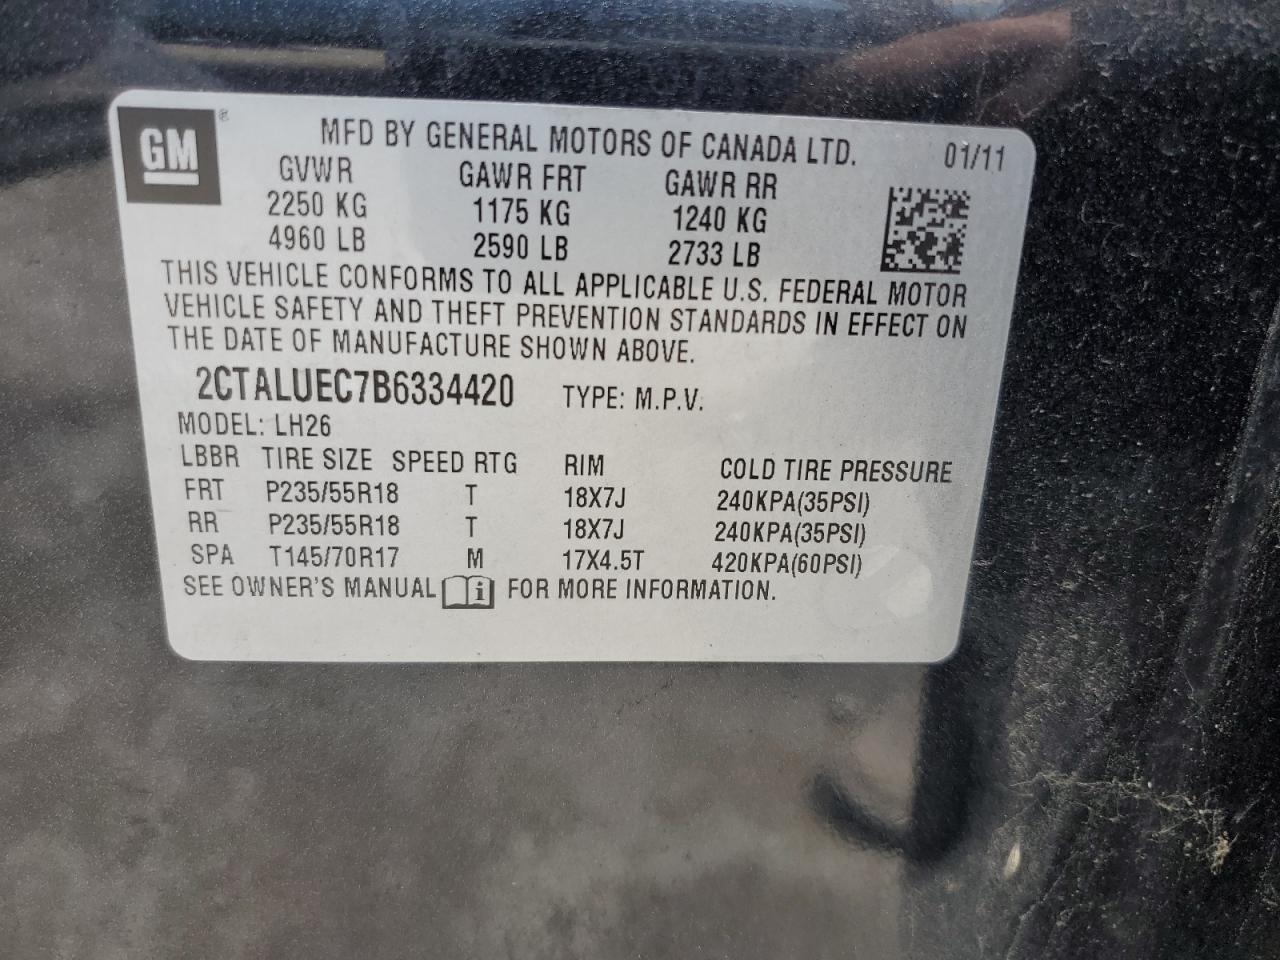 GM®
MFD BY GENERAL MOTORS OF CANADA LTD. 01/11
GVWR GAWR FRT GAWR RR
2250 KG 1175 KG 1240 KG
4960 LB 2590 LB 2733 LB
THIS VEHICLE CONFORMS TO ALL APPLICABLE U.S. FEDERAL MOTOR
VEHICLE SAFETY AND THEFT PREVENTION STANDARDS IN EFFECT ON
THE DATE OF MANUFACTURE SHOWN ABOVE.
2CTALUEC7B6334420 TYPE: M.P.V.
MODEL: LH26
LBBR TIRE SIZE SPEED RTG RIM COLD TIRE PRESSURE
FRT P235/55R18 T 18X7J 240KPA(35PSI)
RR P235/55R18 T 18X7J 240KPA(35PSI)
SPA T145/70R17 M 17X4.5T 420KPA(60PSI)
SEE OWNER'S MANUAL i FOR MORE INFORMATION.